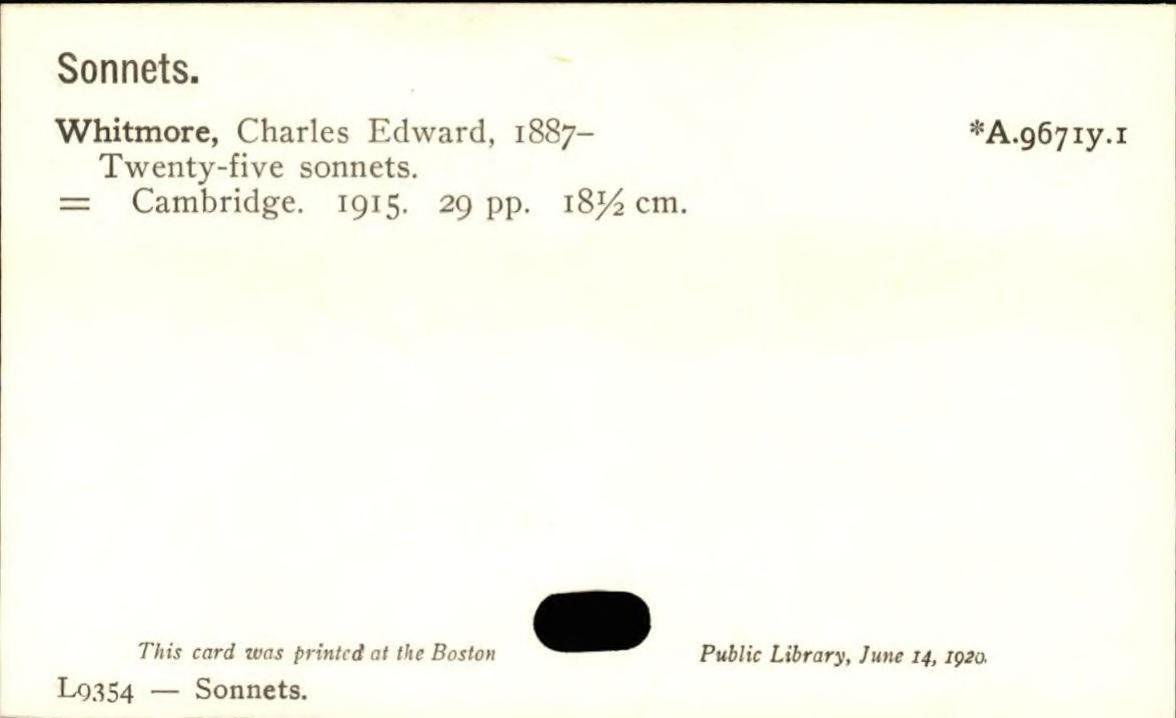 Sonnets.
Whitmore, Charles Edward, 1887– *A.9671y.1
Twenty-five sonnets.
= Cambridge. 1915. 29 pp. 18½ cm.
This card was printed at the Boston Public Library, June 14, 1920.
L9354 — Sonnets.